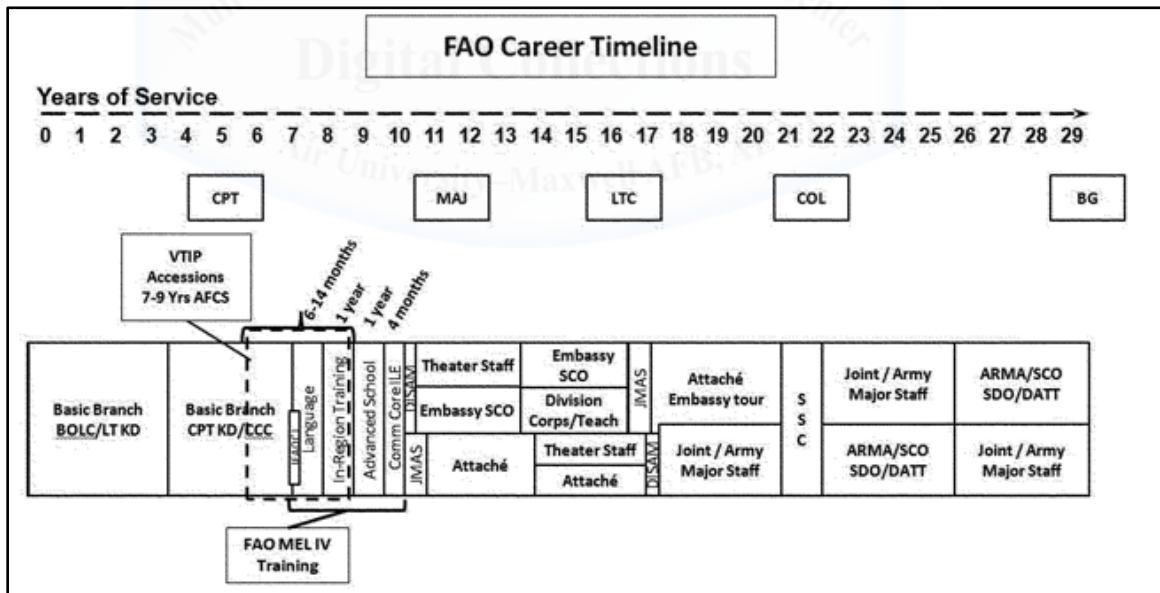 FAO Career Timeline
Digital Collections
Years of Service
0 1 2 3 4 5 6 7 8 9 10 11 12 13 14 15 16 17 18 19 20 21 22 23 24 25 26 27 28 29
Air University–Maxwell AFB, A
CPT
MAJ
LTC
COL
BG
VTIP
Accessions
7-9 Yrs AFCS
6-14 months
1 year
1 year
4 months
Basic Branch
BOLC/LT KD
Basic Branch
CPT KD/CCC
Language
In-Region Training
Advanced School
Comm Core ILE
DISAM
JMAS
Theater Staff
Embassy SCO
Attaché
Embassy
SCO
Division
Corps/Teach
Theater Staff
Attaché
JMAS
DISAM
Attaché
Embassy tour
Joint / Army
Major Staff
S
S
C
Joint / Army
Major Staff
ARMA/SCO
SDO/DATT
ARMA/SCO
SDO/DATT
Joint / Army
Major Staff
FAO MEL IV
Training